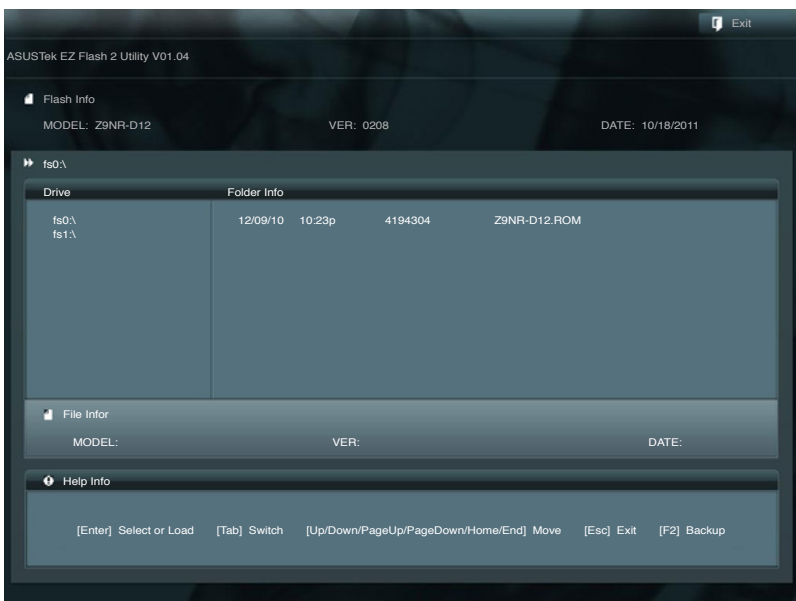 Exit
ASUSTek EZ Flash 2 Utility V01.04
Flash Info
MODEL: Z9NR-D12 VER: 0208 DATE: 10/18/2011
fs0:\
Drive Folder Info
fs0:\ 12/09/10 10:23p 4194304 Z9NR-D12.ROM
fs1:\
File Infor
MODEL: VER: DATE:
Help Info
[Enter] Select or Load [Tab] Switch [Up/Down/PageUp/PageDown/Home/End] Move [Esc] Exit [F2] Backup